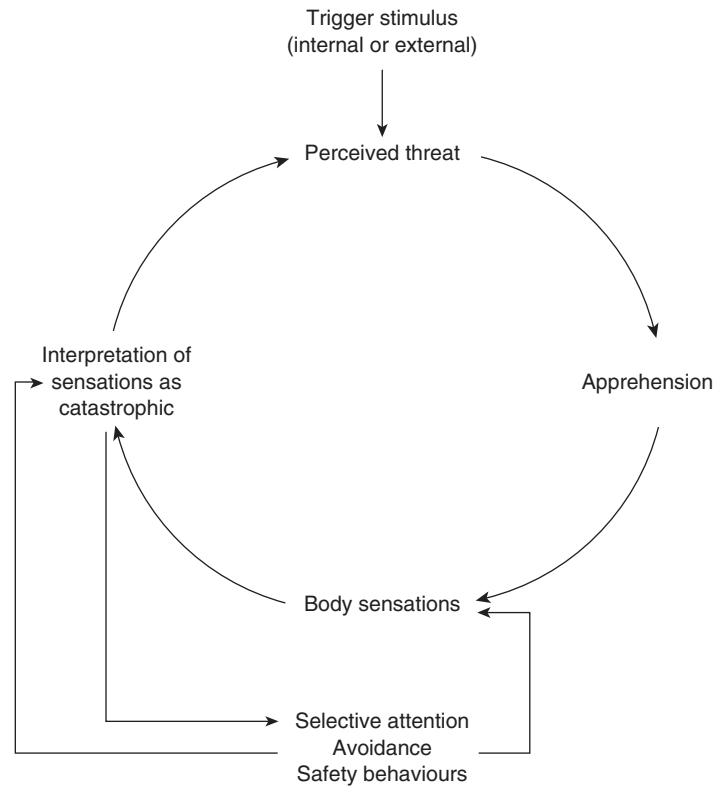 Trigger stimulus
(internal or external)
Perceived threat
Interpretation of
sensations as
catastrophic
Apprehension
Body sensations
Selective attention
Avoidance
Safety behaviours